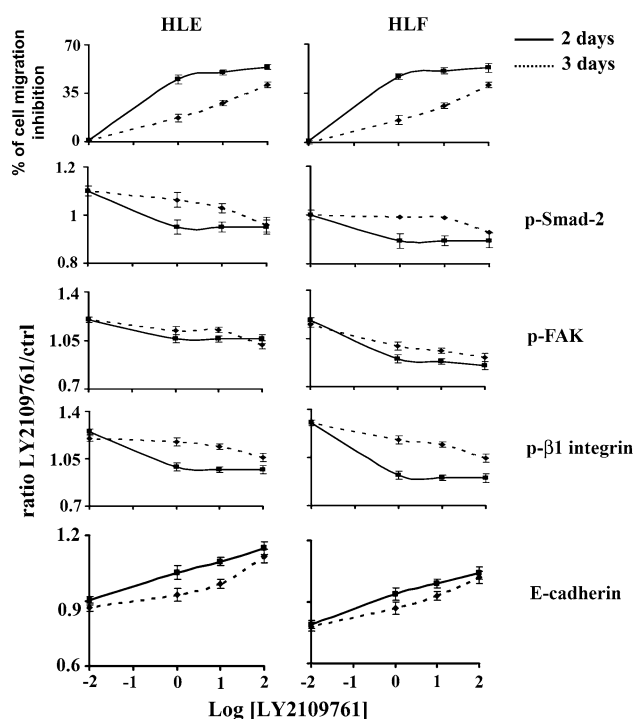 HLE HLF
2 days
3 days
% of cell migration
inhibition
70
35
0
1.2
1
0.8
p-Smad-2
ratio LY2109761/ctrl
1.4
1.05
0.7
p-FAK
1.4
1.05
0.7
p-β1 integrin
1.2
0.9
0.6
E-cadherin
-2 -1 0 1 2 -2 -1 0 1 2
Log [LY2109761]